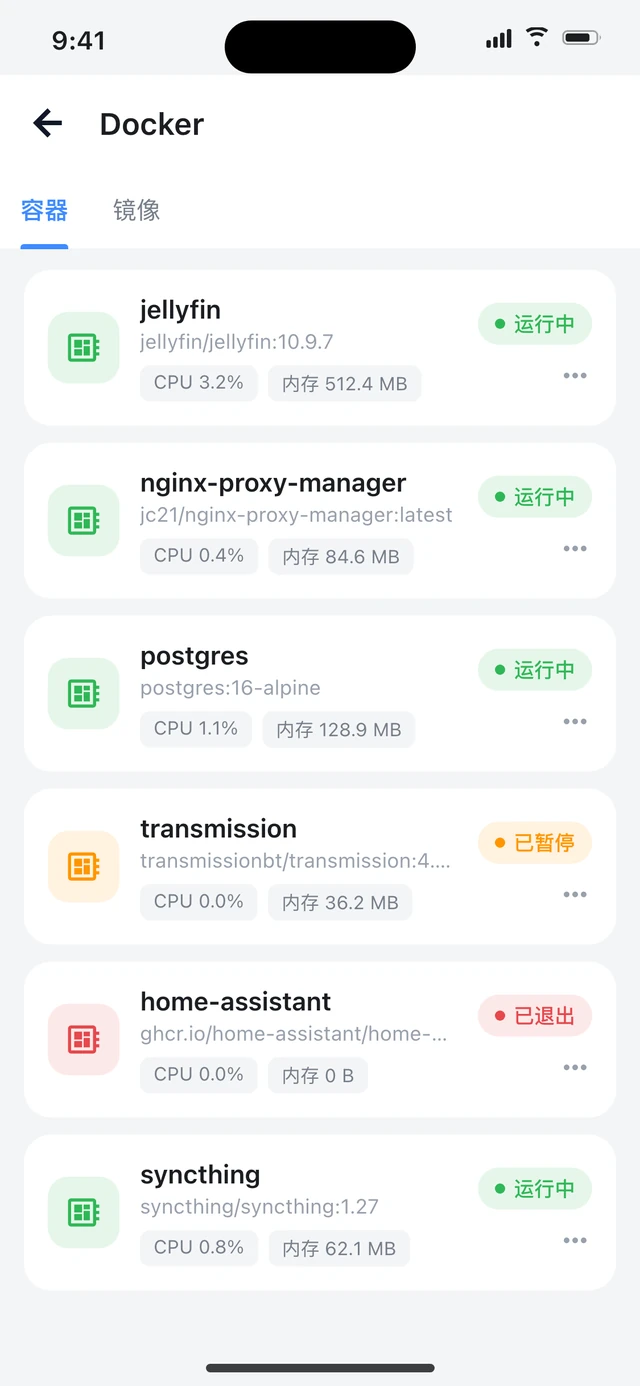 9:41
Docker
容器 镜像
jellyfin
运行中
jellyfin/jellyfin:10.9.7
CPU 3.2% 内存 512.4 MB
nginx-proxy-manager
运行中
jc21/nginx-proxy-manager:latest
CPU 0.4% 内存 84.6 MB
postgres
运行中
postgres:16-alpine
CPU 1.1% 内存 128.9 MB
transmission
已暂停
transmissionbt/transmission:4....
CPU 0.0% 内存 36.2 MB
home-assistant
已退出
ghcr.io/home-assistant/home-...
CPU 0.0% 内存 0 B
syncthing
运行中
syncthing/syncthing:1.27
CPU 0.8% 内存 62.1 MB